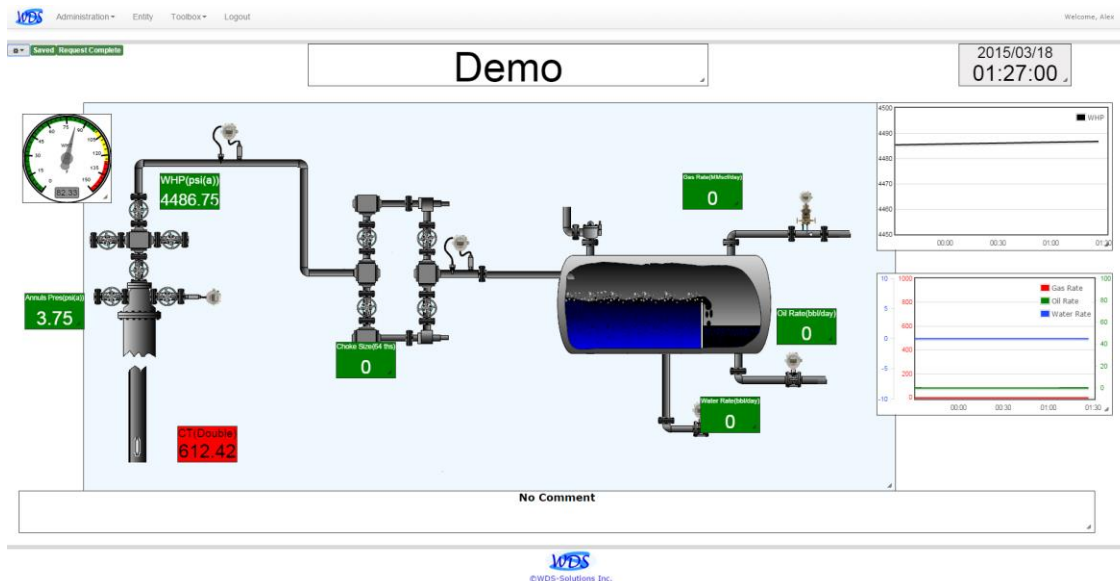 WDS Administration Entity Toolbox Logout Welcome, Alex
Saved Request Complete
Demo
2015/03/18
01:27:00
82.33
WHP(psi(a))
4486.75
Annuls Pres(psi(a))
3.75
CT(Double)
612.42
Choke Size(64 ths)
0
Gas Rate(MMscf/day)
0
Oil Rate(bbl/day)
0
Water Rate(bbl/day)
0
WHP
4500
4490
4480
4470
4460
4450
00:00 00:30 01:00 01:30
Gas Rate
Oil Rate
Water Rate
10 1000 100
5 800 80
600 60
0 400 40
-5 200 20
-10 0 0
00:00 00:30 01:00 01:30
No Comment
WDS
©WDS-Solutions Inc.